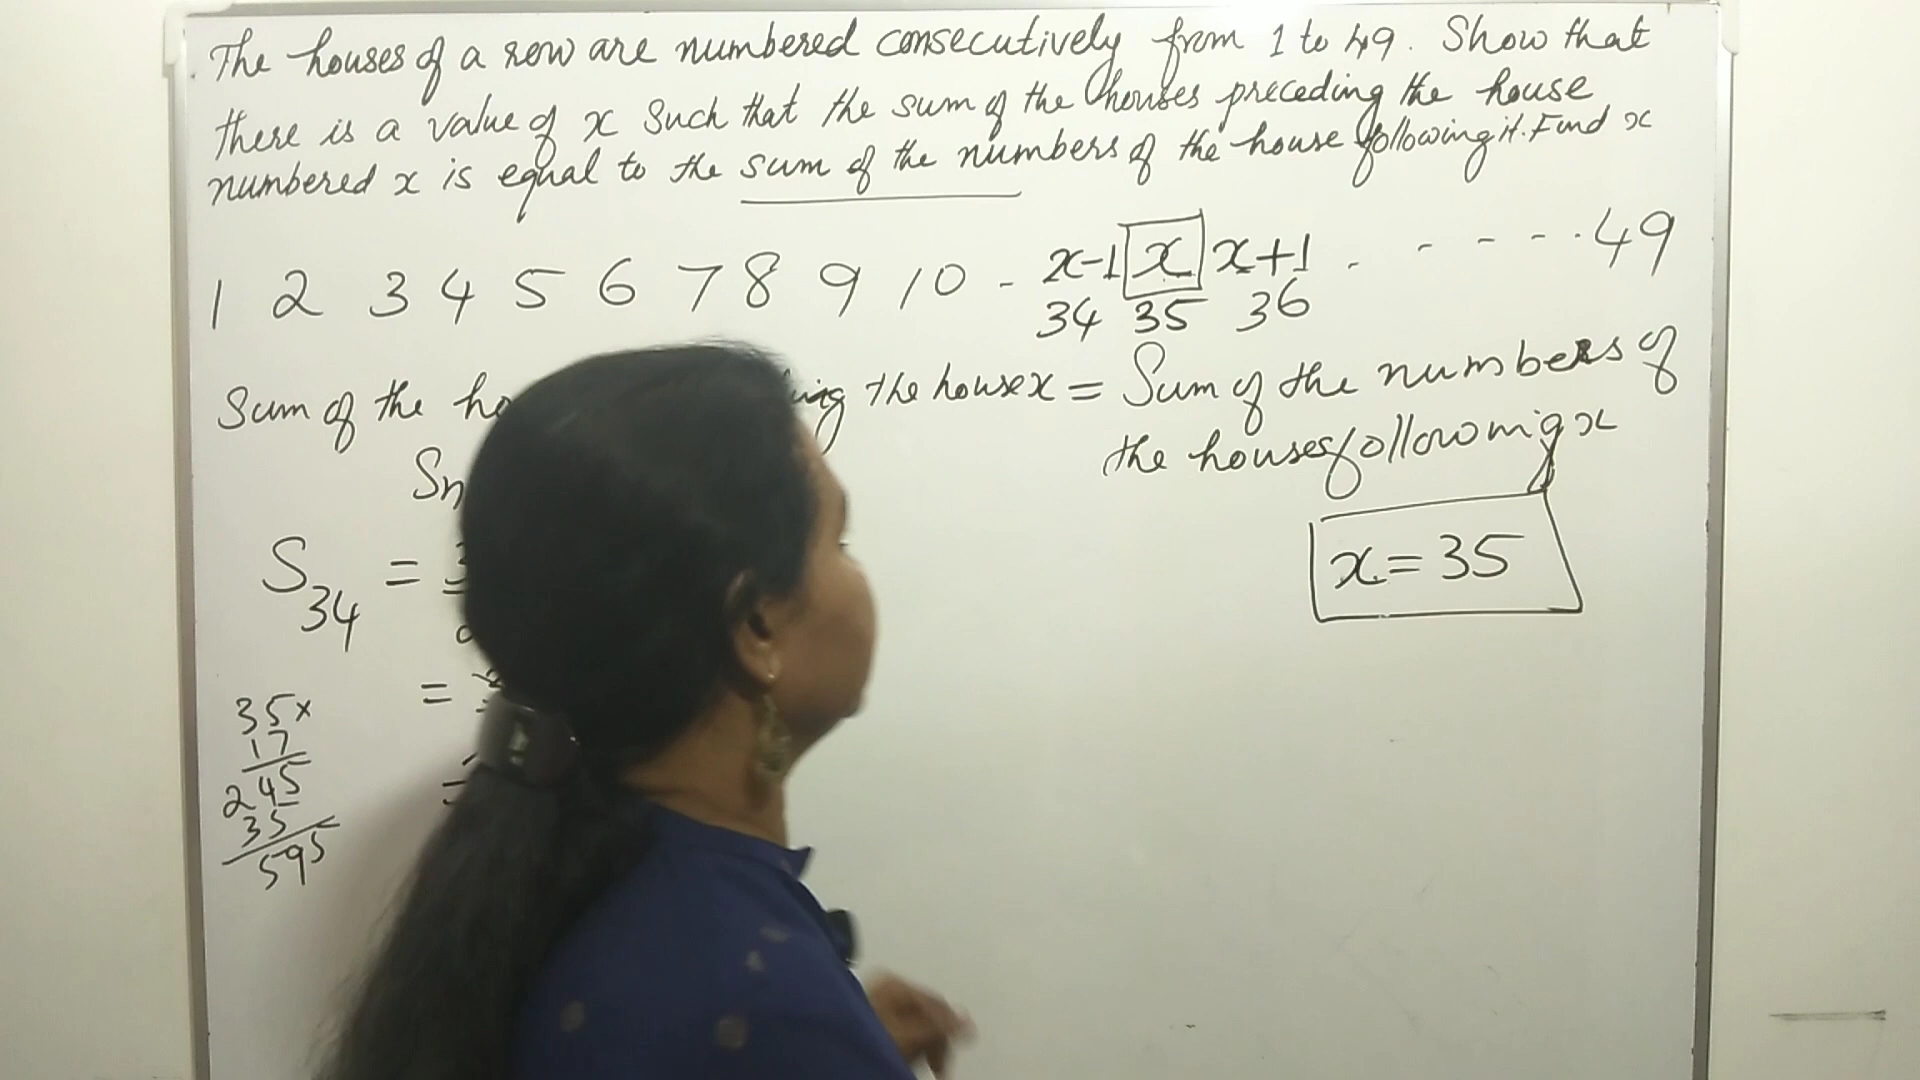 The houses of a row are numbered consecutively from 1 to 49. Show that
there is a value of x such that the sum of the houses preceding the house
numbered x is equal to the sum of the numbers of the house following it. Find x
1 2 3 4 5 6 7 8 9 10 - x-1 x x+1 - - - - . . 49
34 35 36
Sum of the ho the house x = Sum of the numbers of
the houses following x
Sn
x = 35
S34 =
=
35 x
17
245
35
595